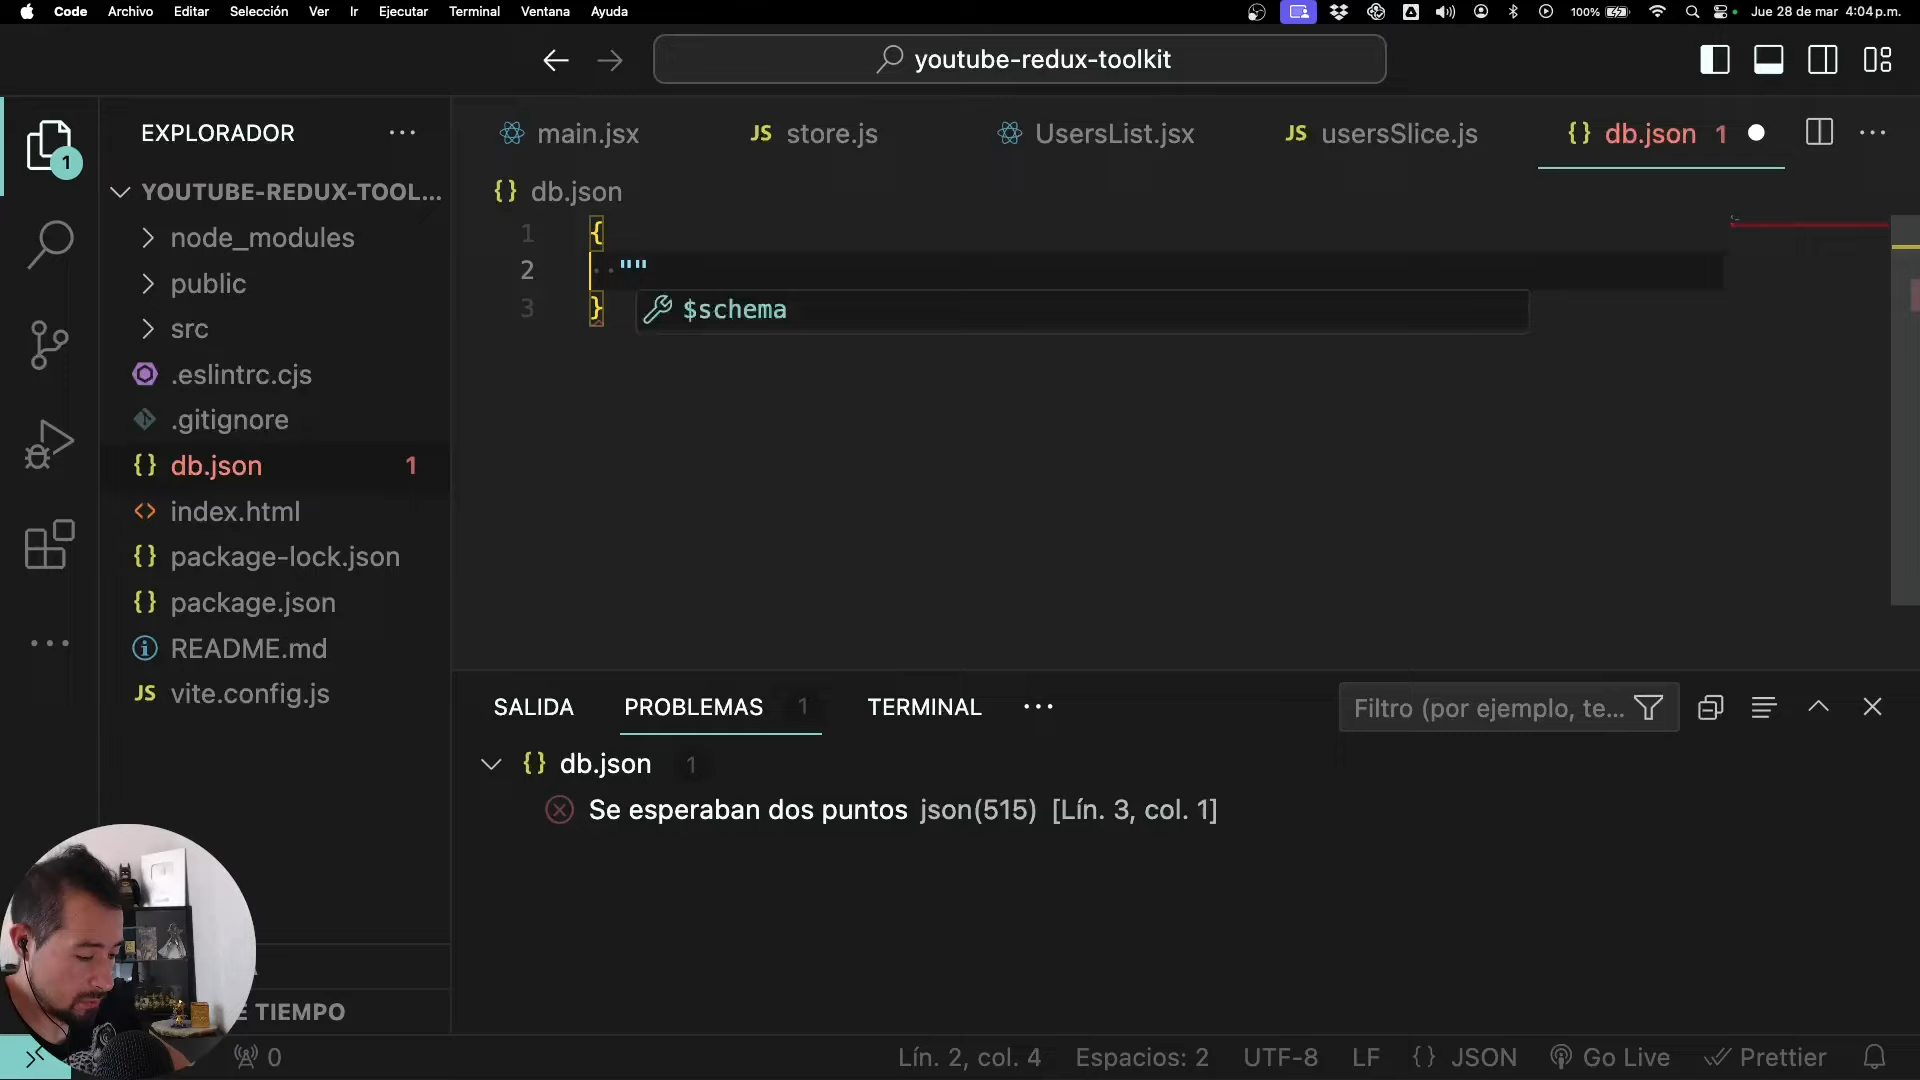 Code Archivo Editar Selección Ver Ir Ejecutar Terminal Ventana Ayuda 100% Jue 28 de mar 4:04 p.m.
youtube-redux-toolkit
EXPLORADOR
1
YOUTUBE-REDUX-TOOL...
node_modules
public
src
.eslintrc.cjs
.gitignore
{} db.json 1
<> index.html
{} package-lock.json
{} package.json
README.md
JS vite.config.js
TIEMPO
main.jsx JS store.js UsersList.jsx JS usersSlice.js {} db.json 1
{} db.json
1 {
2 ""
3 }
$schema
SALIDA PROBLEMAS 1 TERMINAL Filtro (por ejemplo, te...
{} db.json 1
Se esperaban dos puntos json(515) [Lín. 3, col. 1]
0 Lín. 2, col. 4 Espacios: 2 UTF-8 LF {} JSON Go Live Prettier